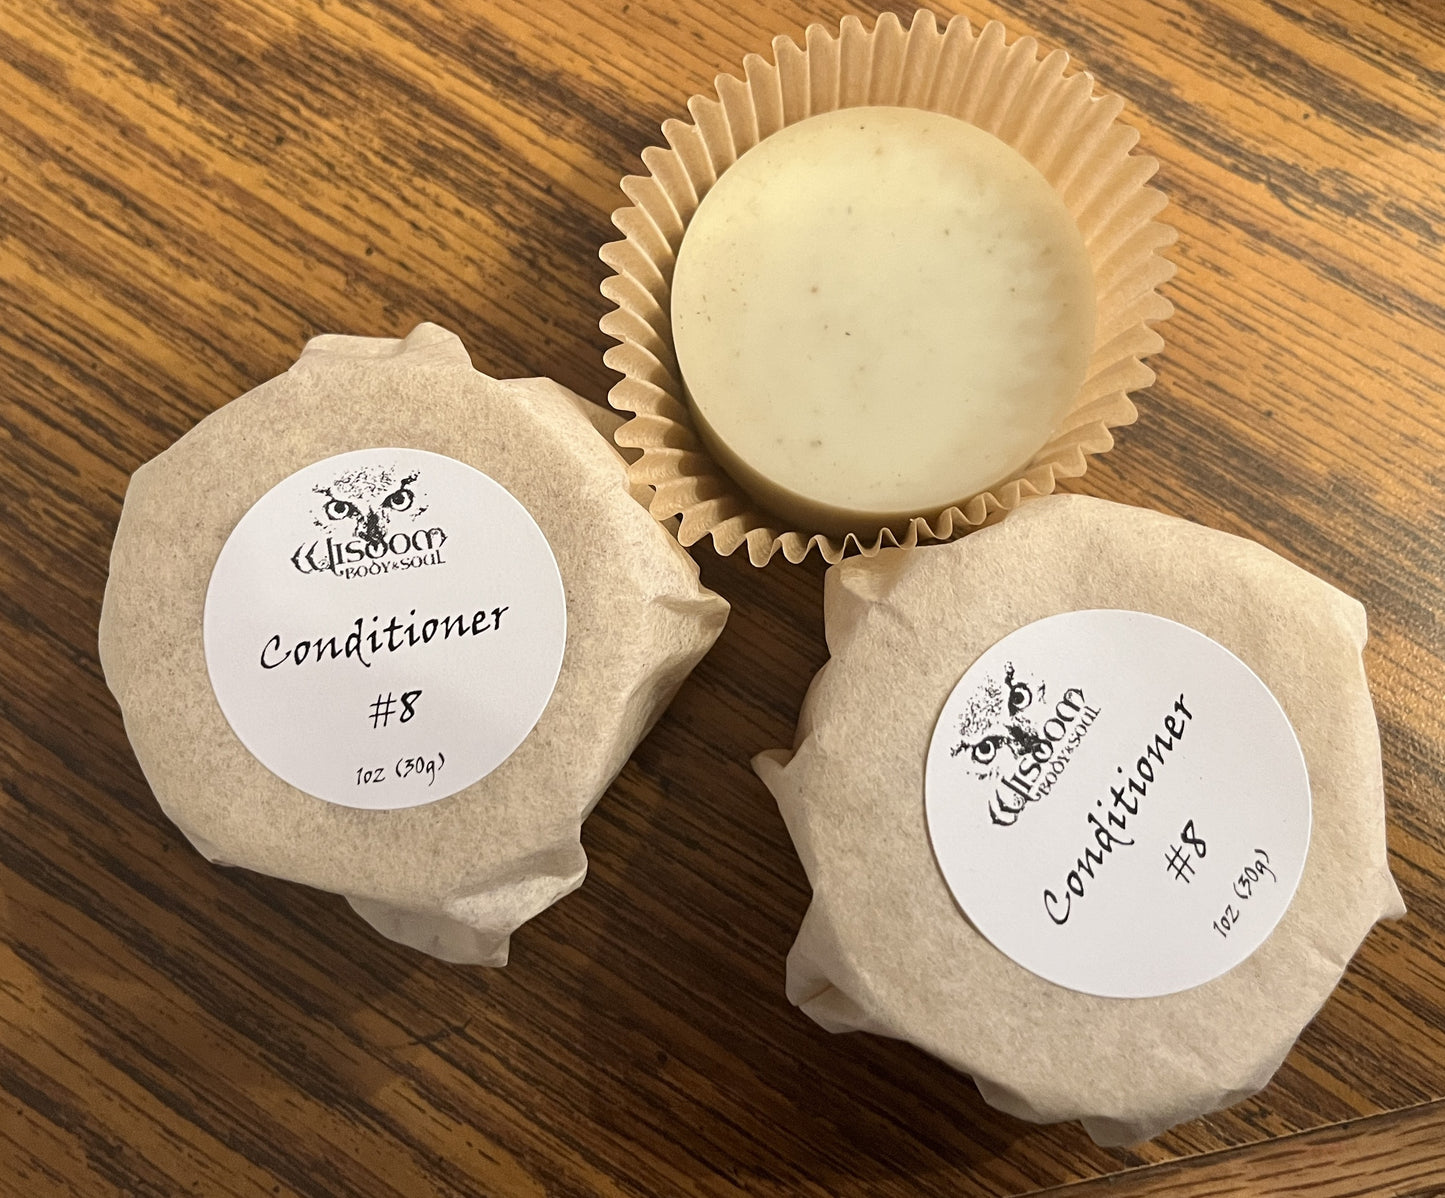 WISDOM
BODY & SOUL
Conditioner
#8
1oz (30g)
WISDOM
BODY & SOUL
Conditioner
#8
1oz (30g)